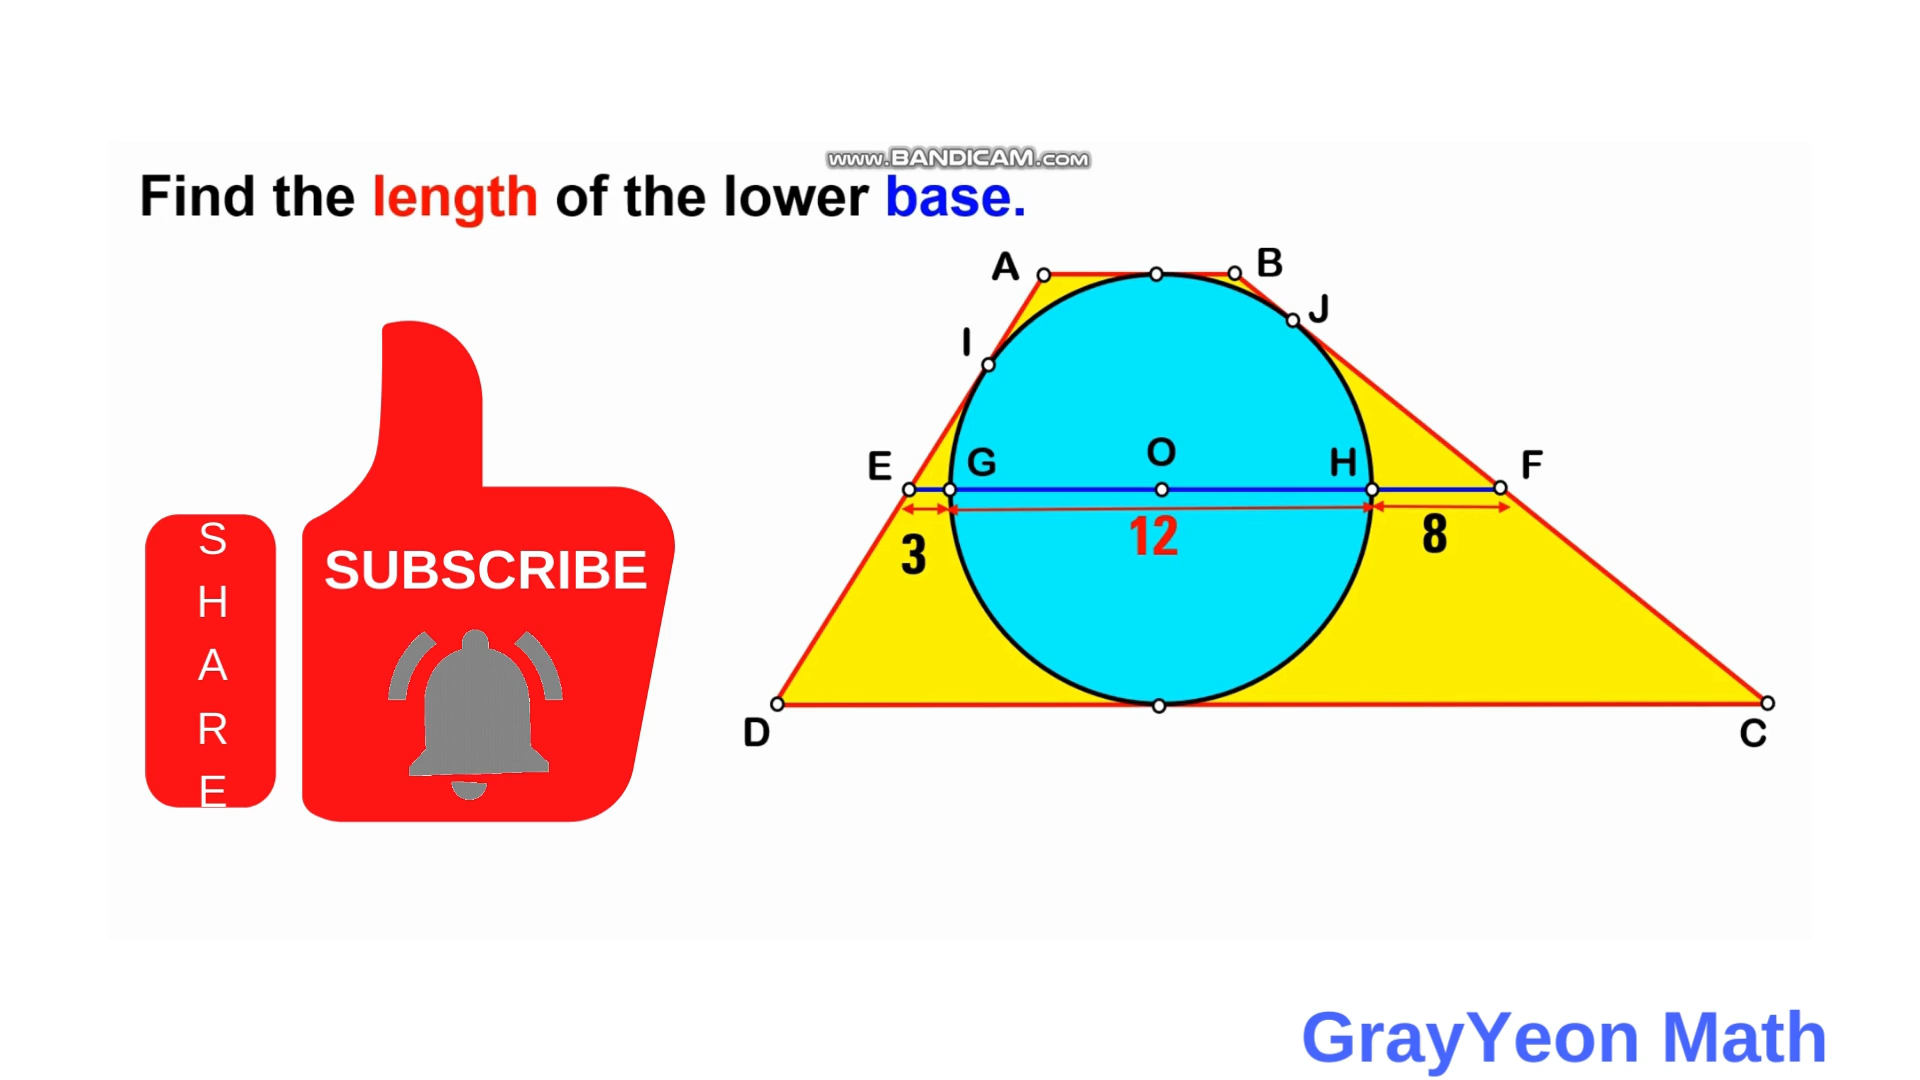 www.BANDICAM.com
Find the length of the lower base.
A
B
J
I
E
G
O
H
F
3
12
8
D
C
S
H
A
R
E
SUBSCRIBE
GrayYeon Math